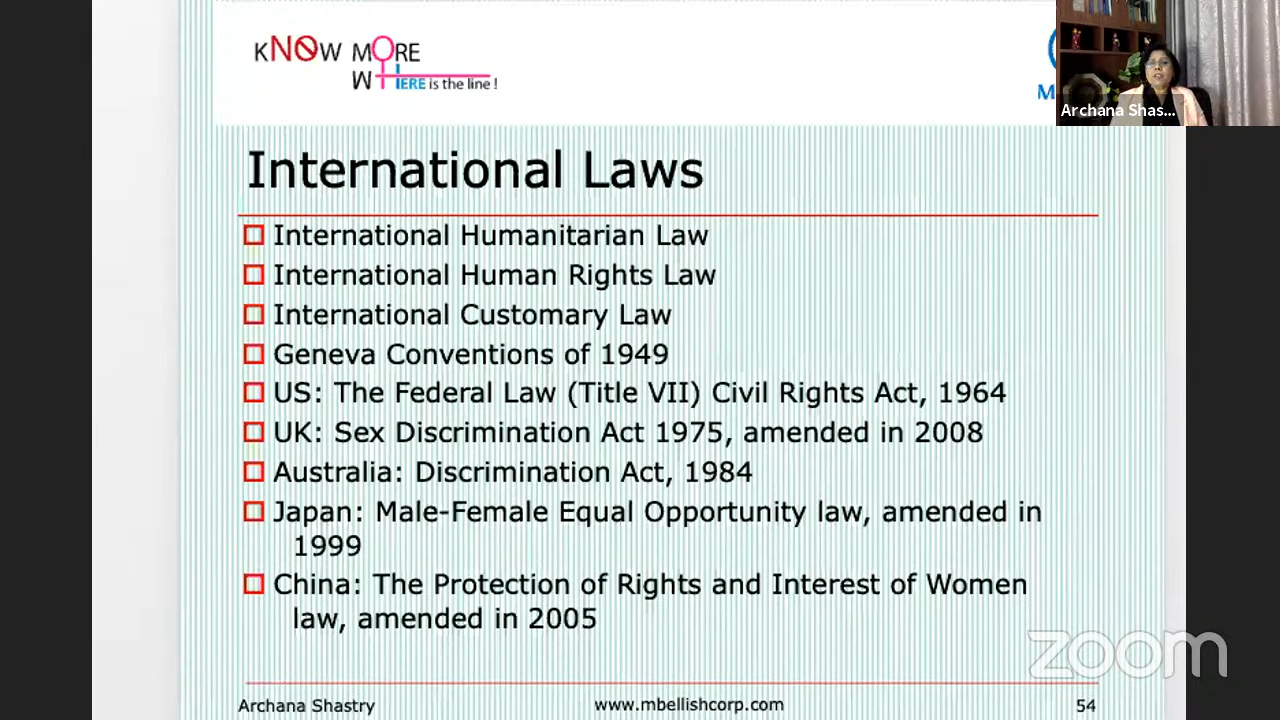 KNOW MORE
WHERE is the line!
Archana Shas...
International Laws
International Humanitarian Law
International Human Rights Law
International Customary Law
Geneva Conventions of 1949
US: The Federal Law (Title VII) Civil Rights Act, 1964
UK: Sex Discrimination Act 1975, amended in 2008
Australia: Discrimination Act, 1984
Japan: Male-Female Equal Opportunity law, amended in
1999
China: The Protection of Rights and Interest of Women
law, amended in 2005
zoom
Archana Shastry
www.mbellishcorp.com
54